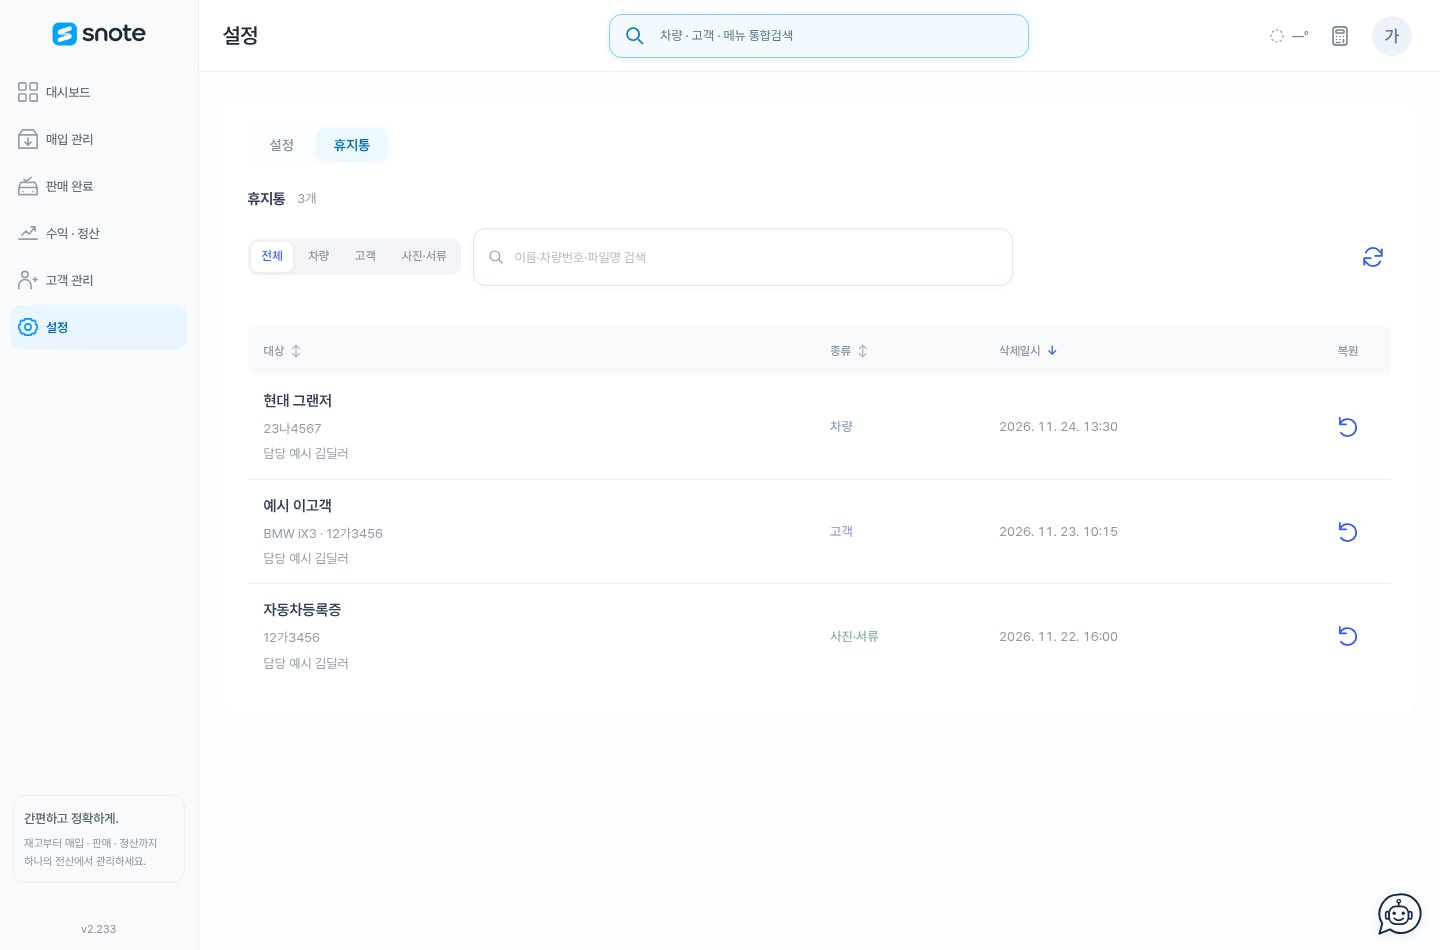 snote
대시보드
매입 관리
판매 완료
수익 · 정산
고객 관리
설정
간편하고 정확하게.
재고부터 매입 · 판매 · 정산까지
하나의 전산에서 관리하세요.
v2.233
설정
차량 · 고객 · 메뉴 통합검색
—°
가
설정 휴지통
휴지통 3개
전체 차량 고객 사진·서류
이름·차량번호·파일명 검색
대상 종류 삭제일시 복원
현대 그랜저
23나4567
담당 예시 김딜러
차량
2026. 11. 24. 13:30
예시 이고객
BMW iX3 · 12가3456
담당 예시 김딜러
고객
2026. 11. 23. 10:15
자동차등록증
12가3456
담당 예시 김딜러
사진·서류
2026. 11. 22. 16:00